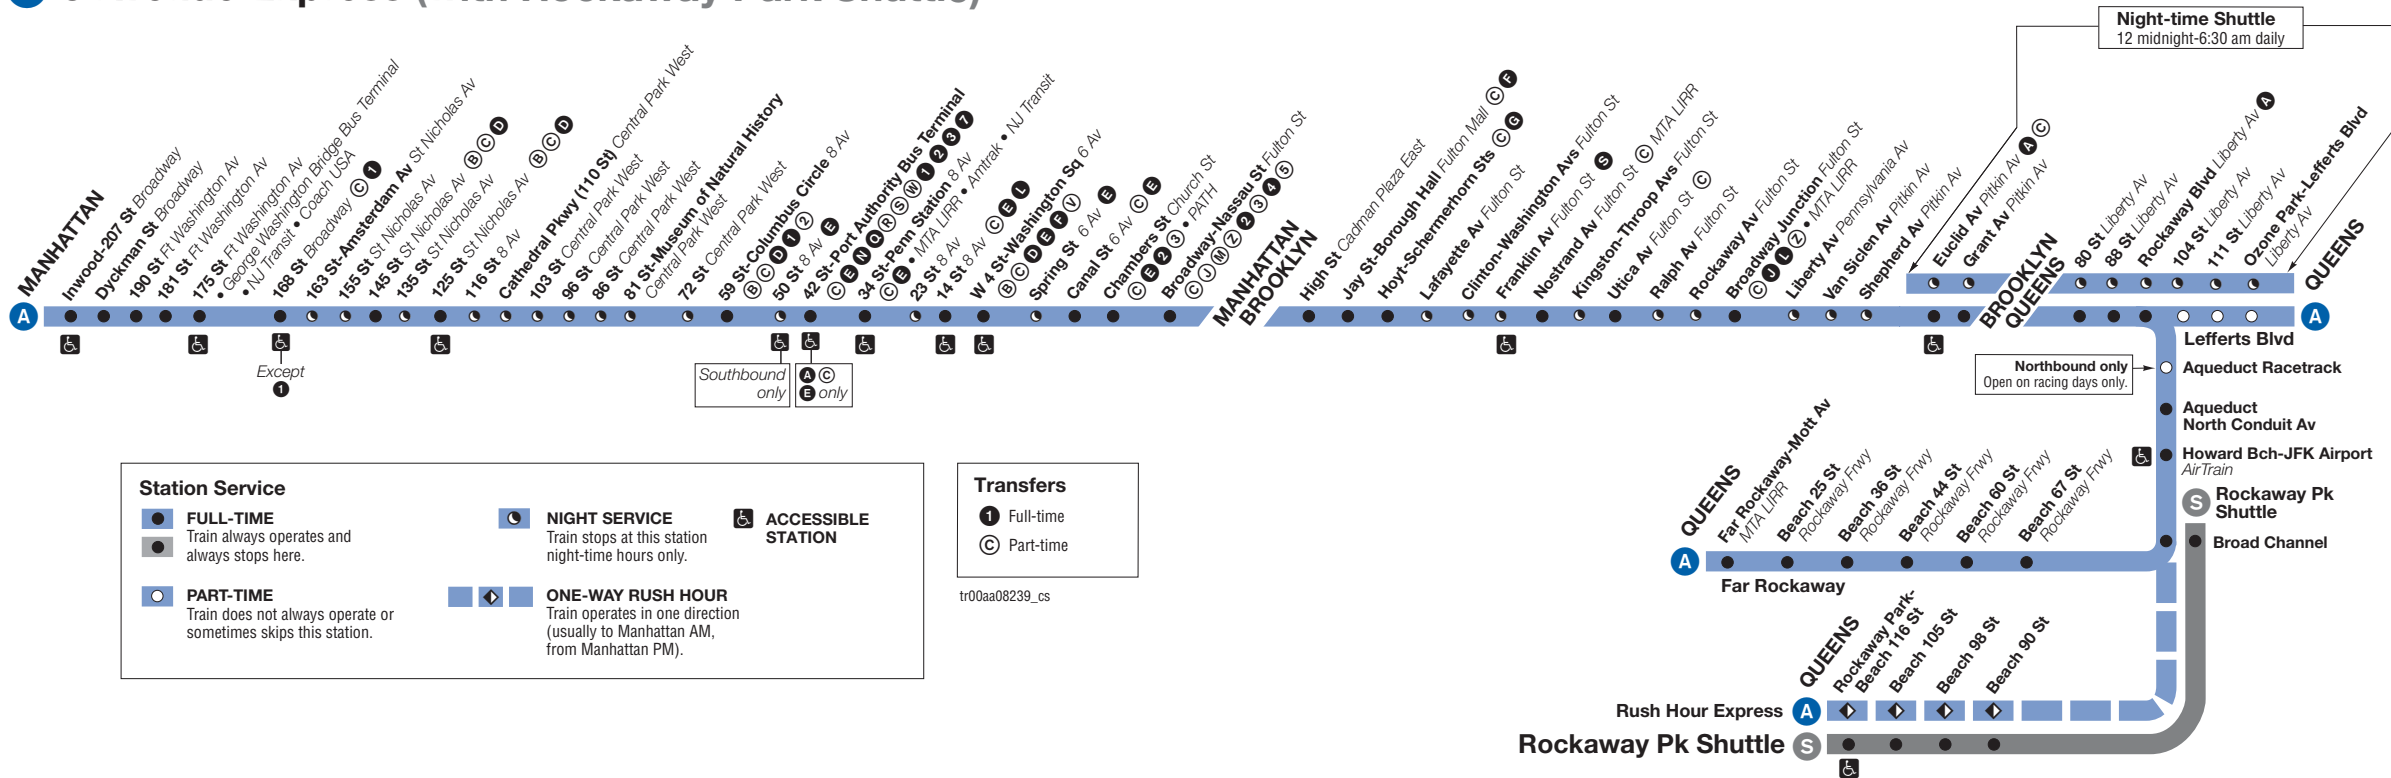 Night-time Shuttle
12 midnight-6:30 am daily
MANHATTAN
Inwood-207 St Broadway
Dyckman St Broadway
190 St Ft Washington Av
181 St Ft Washington Av
175 St Ft Washington Av
• George Washington Bridge Bus Terminal
• NJ Transit • Coach USA
168 St Broadway C 1
163 St-Amsterdam Av St Nicholas Av
155 St St Nicholas Av
145 St St Nicholas Av B C D
135 St St Nicholas Av
125 St St Nicholas Av B C D
116 St 8 Av
Cathedral Pkwy (110 St) Central Park West
103 St Central Park West
96 St Central Park West
86 St Central Park West
81 St-Museum of Natural History
Central Park West
72 St Central Park West
59 St-Columbus Circle 8 Av
B C D 1 2
50 St 8 Av E
42 St-Port Authority Bus Terminal
C E N Q R S W 1 2 3 7
34 St-Penn Station 8 Av
C E • MTA LIRR • Amtrak • NJ Transit
23 St 8 Av
14 St 8 Av C E L
W 4 St-Washington Sq 6 Av
B C D E F V
Spring St 6 Av E
Canal St 6 Av C E
Chambers St Church St
C E 2 3 • PATH
Broadway-Nassau St Fulton St
C J M Z 2 3 4 5
MANHATTAN
BROOKLYN
High St Cadman Plaza East
Jay St-Borough Hall Fulton Mall C F
Hoyt-Schermerhorn Sts C G
Lafayette Av Fulton St
Clinton-Washington Avs Fulton St
Franklin Av Fulton St S
Nostrand Av Fulton St C MTA LIRR
Kingston-Throop Avs Fulton St
Utica Av Fulton St C
Ralph Av Fulton St
Rockaway Av Fulton St
Broadway Junction Fulton St
C J L Z • MTA LIRR
Liberty Av Pennsylvania Av
Van Siclen Av Pitkin Av
Shepherd Av Pitkin Av
Euclid Av Pitkin Av A C
Grant Av Pitkin Av
BROOKLYN
QUEENS
80 St Liberty Av
88 St Liberty Av
Rockaway Blvd Liberty Av A
104 St Liberty Av
111 St Liberty Av
Ozone Park-Lefferts Blvd
Liberty Av
QUEENS
A
A
Lefferts Blvd
Except
1
Southbound
only
A C
E only
Northbound only
Open on racing days only.
Aqueduct Racetrack
Aqueduct
North Conduit Av
Howard Bch-JFK Airport
AirTrain
S Rockaway Pk
Shuttle
Broad Channel
QUEENS
Far Rockaway-Mott Av
MTA LIRR
Beach 25 St
Rockaway Frwy
Beach 36 St
Rockaway Frwy
Beach 44 St
Rockaway Frwy
Beach 60 St
Rockaway Frwy
Beach 67 St
Rockaway Frwy
A
Far Rockaway
QUEENS
Rockaway Park-
Beach 116 St
Beach 105 St
Beach 98 St
Beach 90 St
Rush Hour Express A
Rockaway Pk Shuttle S
Station Service
FULL-TIME
Train always operates and
always stops here.
PART-TIME
Train does not always operate or
sometimes skips this station.
NIGHT SERVICE
Train stops at this station
night-time hours only.
ONE-WAY RUSH HOUR
Train operates in one direction
(usually to Manhattan AM,
from Manhattan PM).
ACCESSIBLE
STATION
Transfers
1 Full-time
C Part-time
tr00aa08239_cs